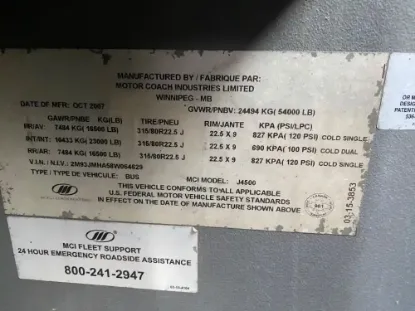 MANUFACTURED BY / FABRIQUE PAR:
MOTOR COACH INDUSTRIES LIMITED
WINNIPEG - MB
DATE OF MFR: OCT 2007 GVWR/PNBV: 24494 KG( 54000 LB)
GAWR/PNBE KG(LB) TIRE/PNEU RIM/JANTE KPA (PSI/LPC)
FR/AV: 7484 KG( 16500 LB) 315/80R22.5 J 22.5 X 9 827 KPA( 120 PSI) COLD SINGLE
INT/INT: 10433 KG( 23000 LB) 315/80R22.5 J 22.5 X 9 690 KPA( 100 PSI) COLD DUAL
RR/AR: 7484 KG( 16500 LB) 315/80R22.5 J 22.5 X 9 827 KPA( 120 PSI) COLD SINGLE
V.I.N. / N.I.V.:
TYPE / TYPE DE VEHICULE: BUS MCI MODEL: J4500
THIS VEHICLE CONFORMS TO ALL APPLICABLE
U.S. FEDERAL MOTOR VEHICLE SAFETY STANDARDS
IN EFFECT ON THE DATE OF MANUFACTURE SHOWN ABOVE
03-15-3853
MCI FLEET SUPPORT
24 HOUR EMERGENCY ROADSIDE ASSISTANCE
800-241-2947